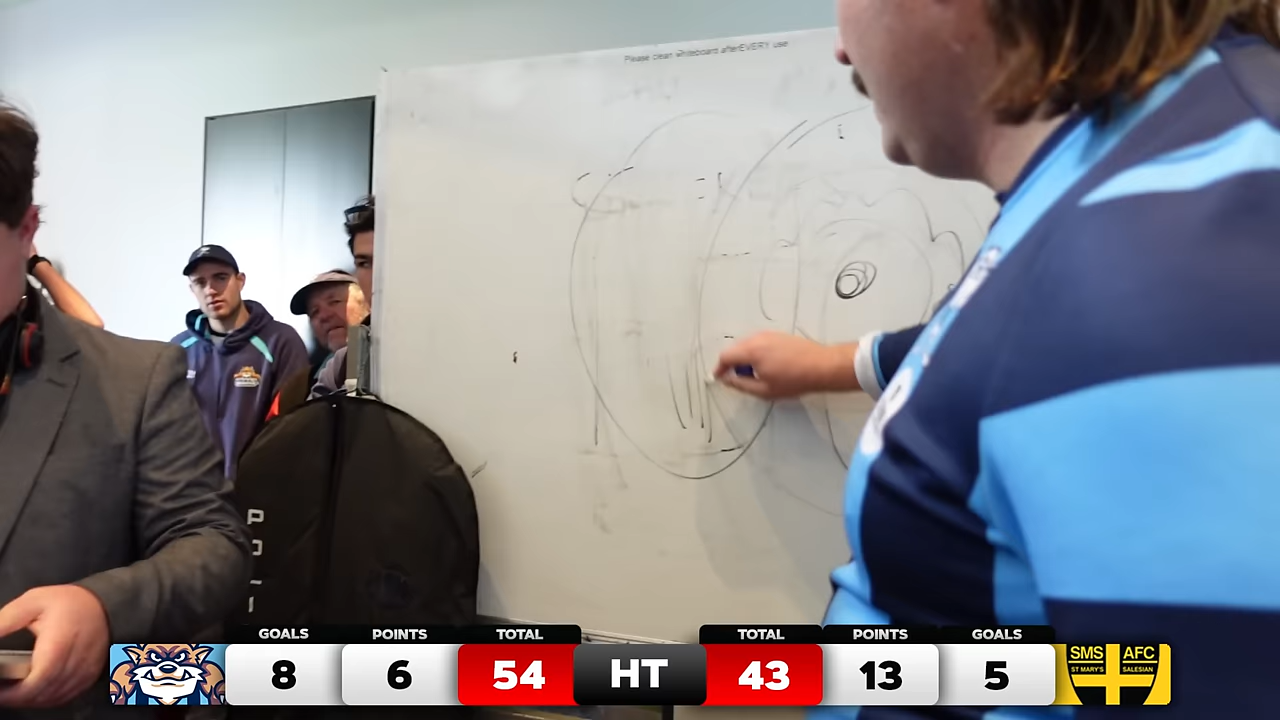 Please clean whiteboard after EVERY use
GOALS POINTS TOTAL TOTAL POINTS GOALS
8 6 54 HT 43 13 5
SMS AFC
ST MARY'S SALESIAN